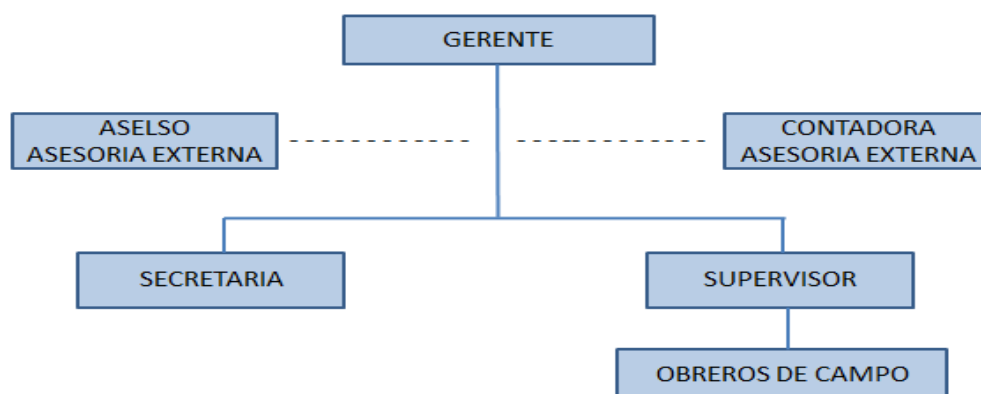 GERENTE
ASELSO
ASESORIA EXTERNA
CONTADORA
ASESORIA EXTERNA
SECRETARIA
SUPERVISOR
OBREROS DE CAMPO